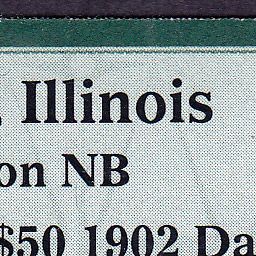 , Illinois
on NB
$50 1902 Da